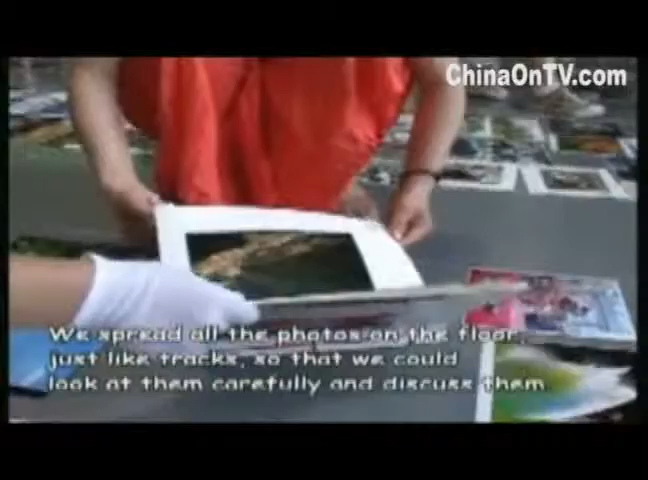 ChinaOnTV.com
We spread all the photos on the floor,
just like tracks, so that we could
look at them carefully and discuss them.